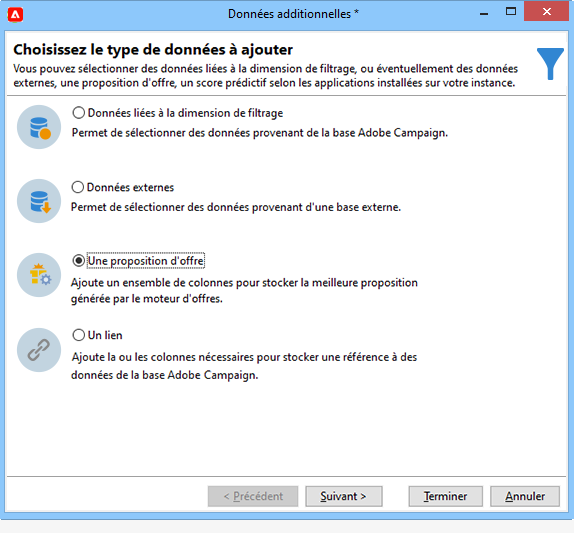 Données additionnelles *
Choisissez le type de données à ajouter
Vous pouvez sélectionner des données liées à la dimension de filtrage, ou éventuellement des données
externes, une proposition d'offre, un score prédictif selon les applications installées sur votre instance.
Données liées à la dimension de filtrage
Permet de sélectionner des données provenant de la base Adobe Campaign.
Données externes
Permet de sélectionner des données provenant d'une base externe.
Une proposition d'offre
Ajoute un ensemble de colonnes pour stocker la meilleure proposition
générée par le moteur d'offres.
Un lien
Ajoute la ou les colonnes nécessaires pour stocker une référence à des
données de la base Adobe Campaign.
< Précédent Suivant > Terminer Annuler